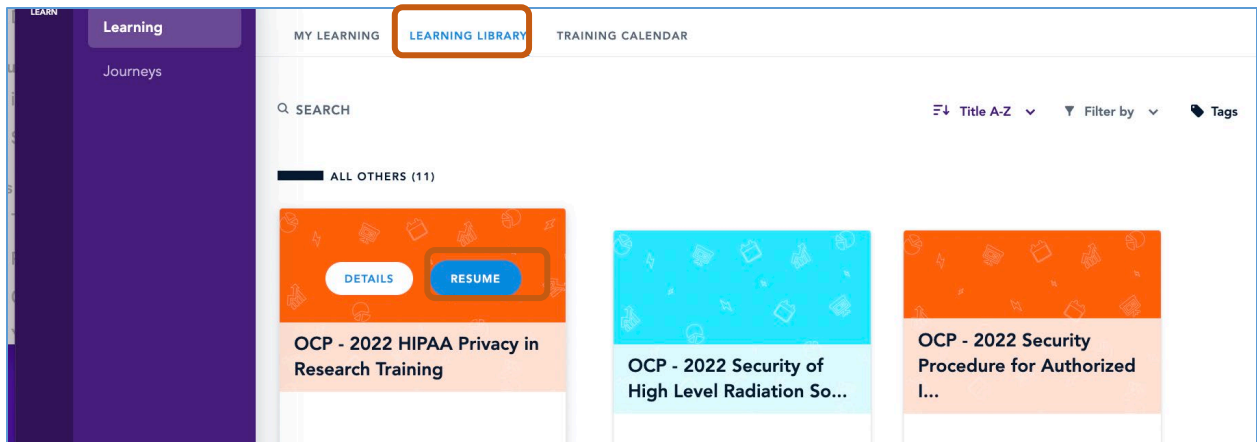 LEARN
Learning
Journeys
MY LEARNING LEARNING LIBRARY TRAINING CALENDAR
SEARCH
Title A-Z Filter by Tags
ALL OTHERS (11)
DETAILS RESUME
OCP - 2022 HIPAA Privacy in
Research Training
OCP - 2022 Security of
High Level Radiation So...
OCP - 2022 Security
Procedure for Authorized
I...